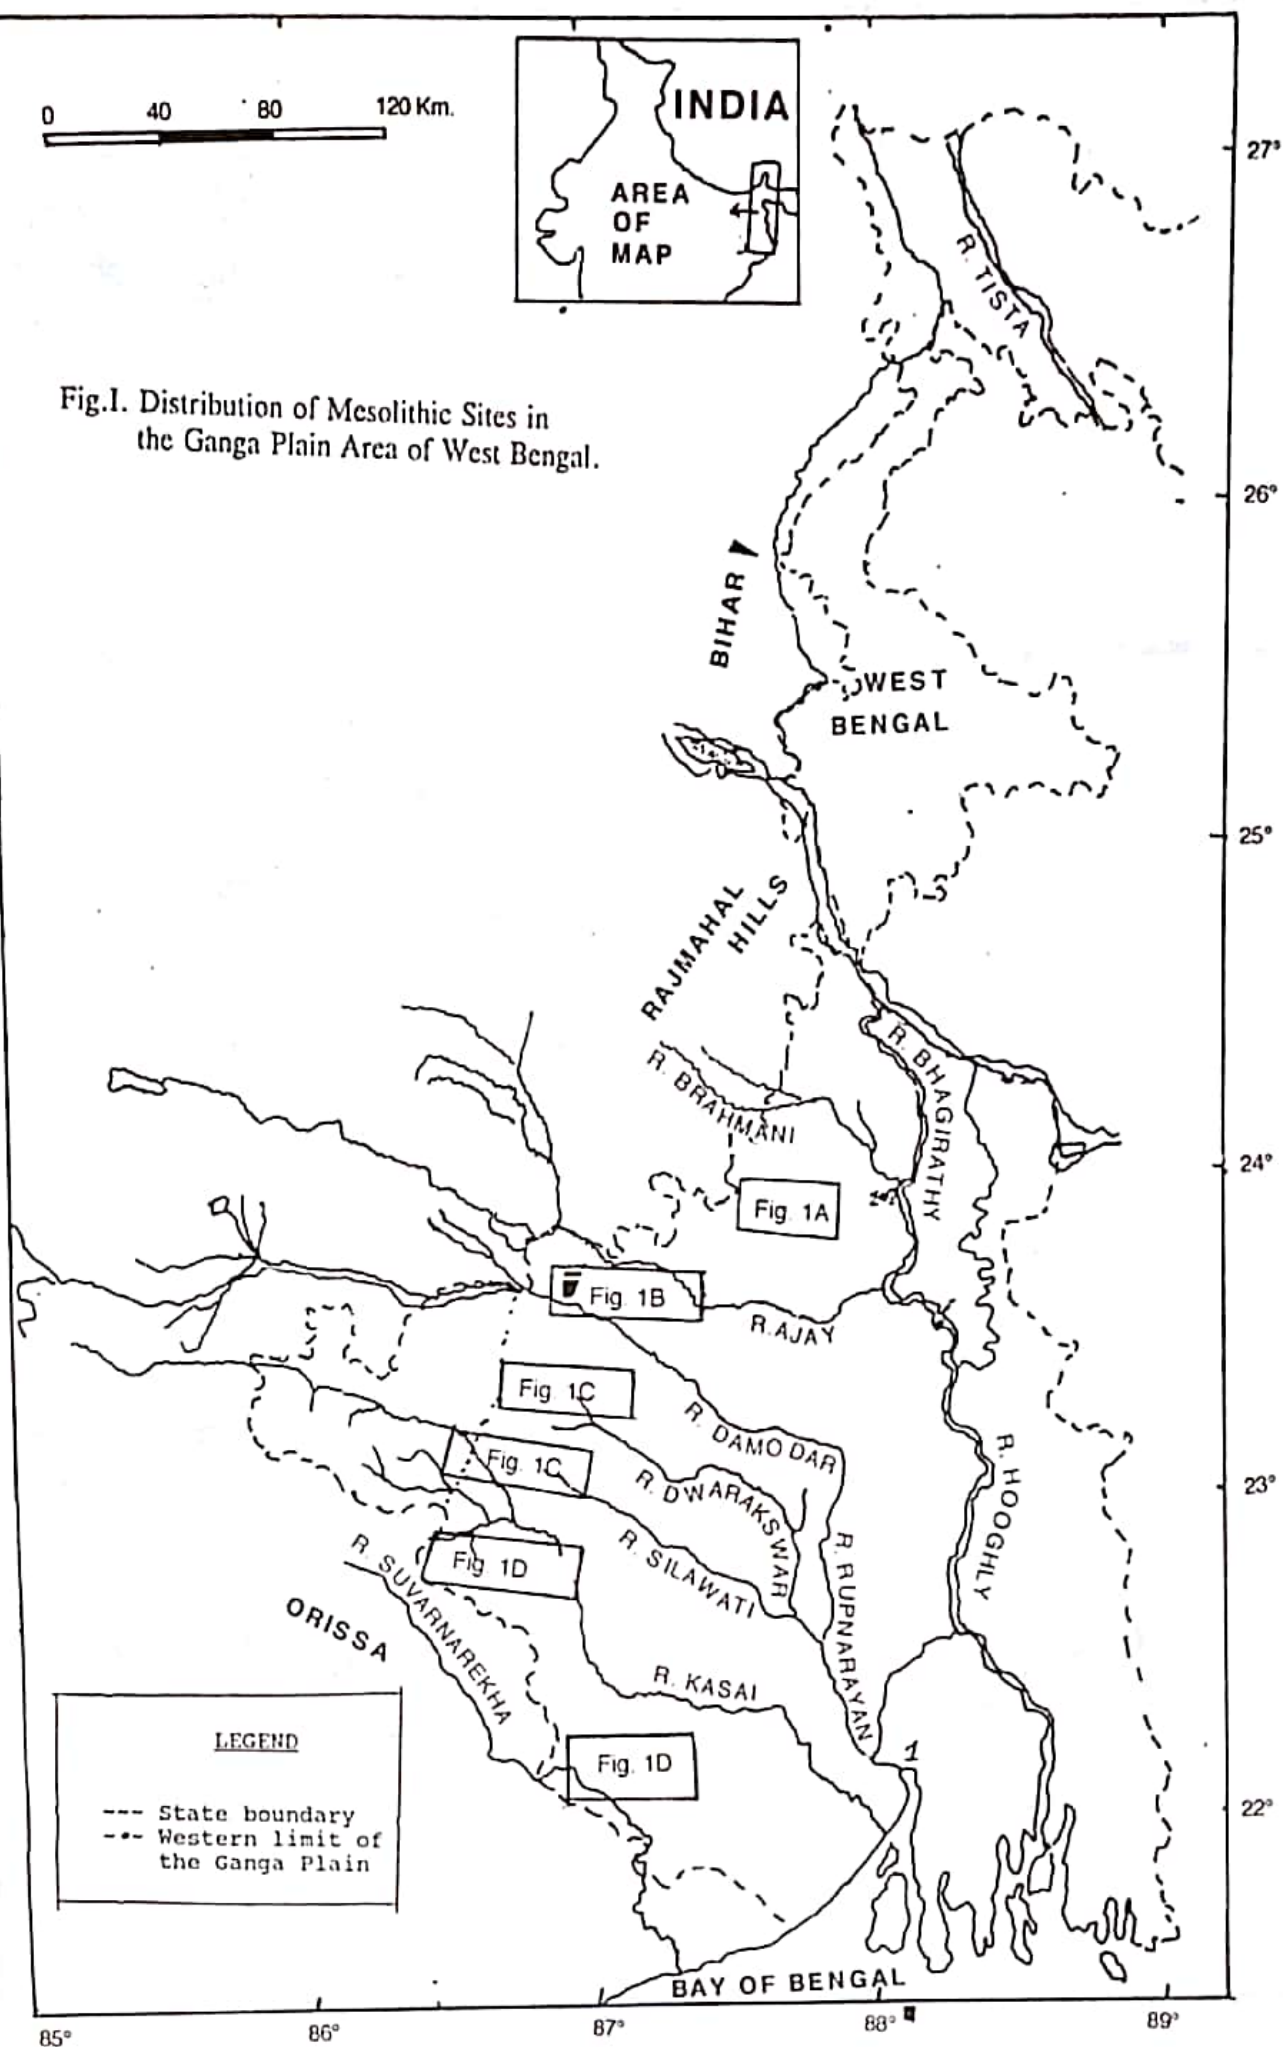 0 40 80 120 Km.
INDIA
AREA
OF
MAP
27°
R. TISTA
Fig.I. Distribution of Mesolithic Sites in
the Ganga Plain Area of West Bengal.
26°
BIHAR
WEST
BENGAL
25°
RAJMAHAL
HILLS
R. BHAGIRATHY
R. BRAHMANI
24°
Fig. 1A
Fig. 1B
R. AJAY
Fig. 1C
R. DAMODAR
Fig. 1C
R. DWARAKSWAR
R. HOOGHLY
23°
R. SILAWATI
R. RUPNARAYAN
Fig 1D
R. SUVARNAREKHA
ORISSA
R. KASAI
LEGEND
--- State boundary
-•- Western limit of
the Ganga Plain
Fig. 1D
1
22°
BAY OF BENGAL
85° 86° 87° 88° 89°